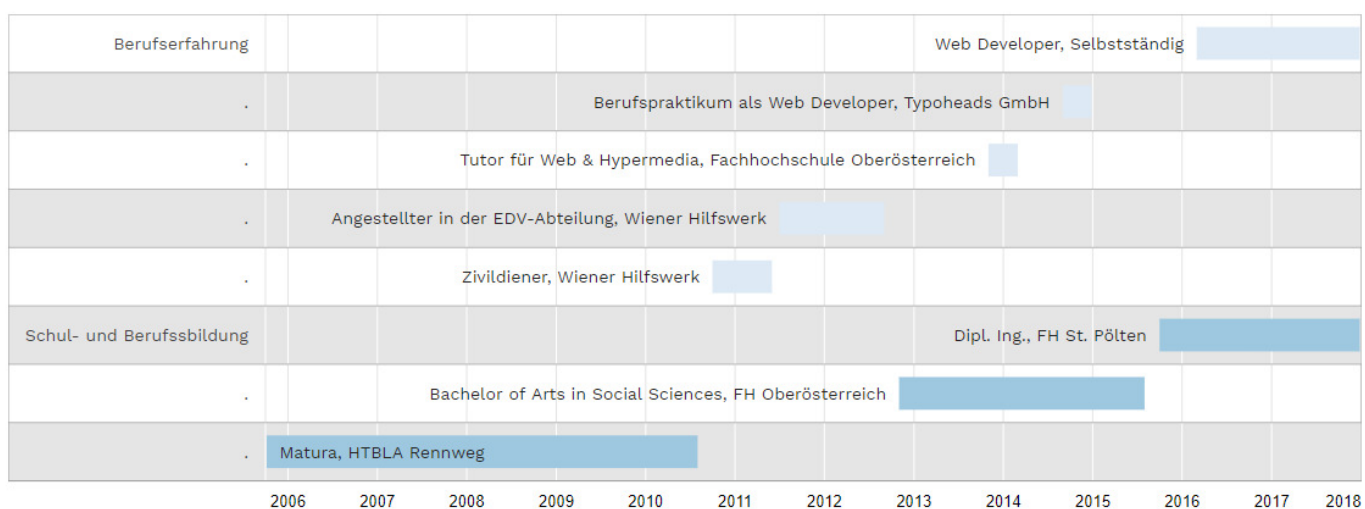 Berufserfahrung Web Developer, Selbstständig
. Berufspraktikum als Web Developer, Typoheads GmbH
. Tutor für Web & Hypermedia, Fachhochschule Oberösterreich
. Angestellter in der EDV-Abteilung, Wiener Hilfswerk
. Zivildiener, Wiener Hilfswerk
Schul- und Berufssbildung Dipl. Ing., FH St. Pölten
. Bachelor of Arts in Social Sciences, FH Oberösterreich
. Matura, HTBLA Rennweg
2006 2007 2008 2009 2010 2011 2012 2013 2014 2015 2016 2017 2018